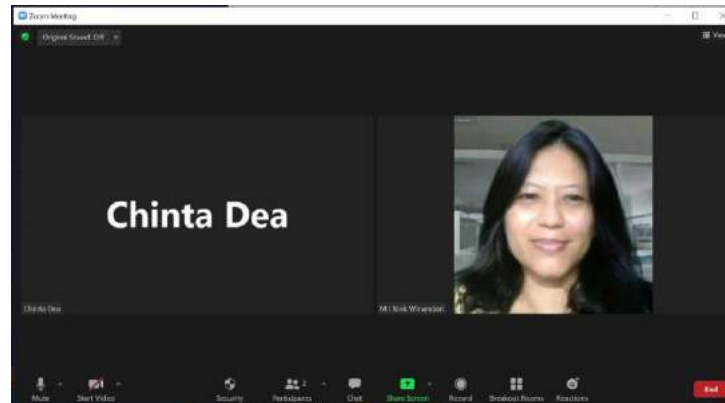 Zoom Meeting
Original Sound: Off
View
Chinta Dea
Chinta Dea
Mute
Start Video
Security
Participants
2
Chat
Share Screen
Record
Breakout Rooms
Reactions
End